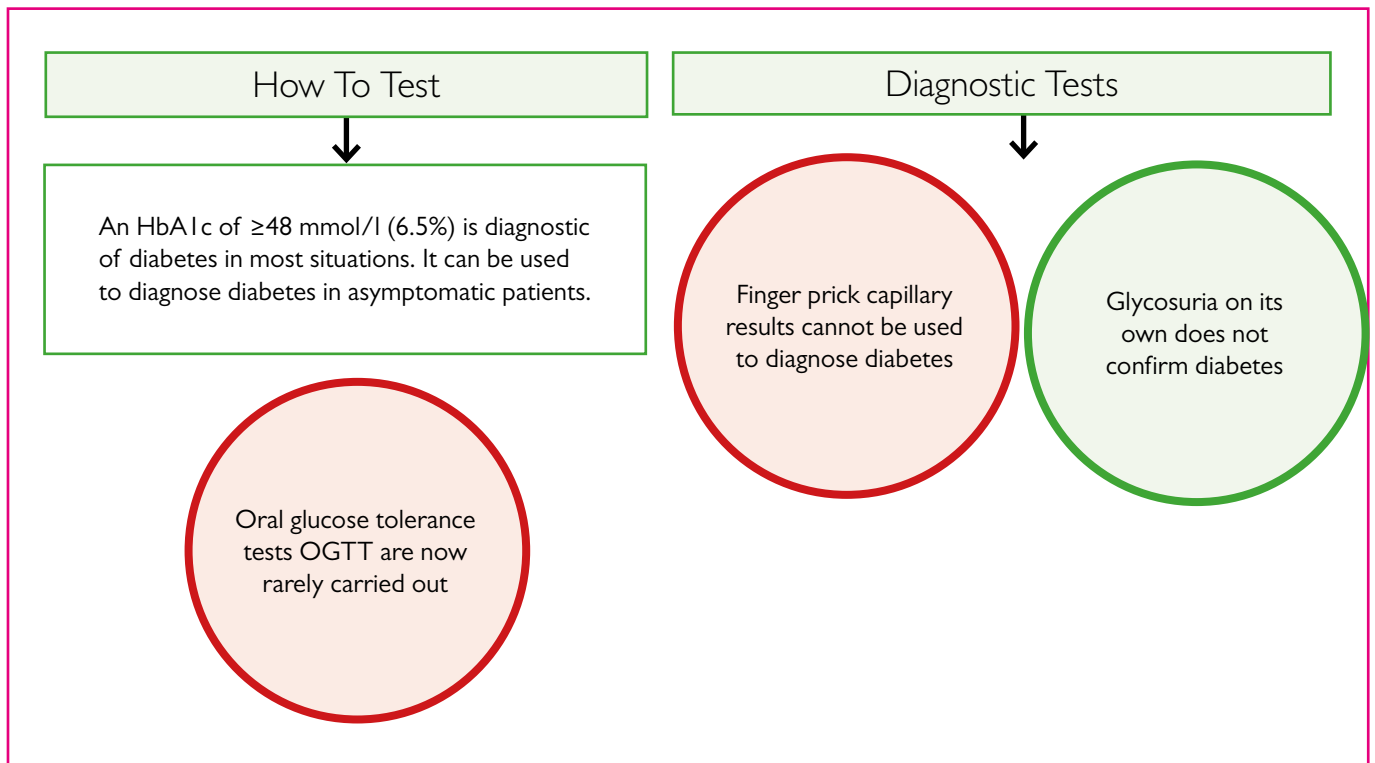 How To Test
An HbA1c of ≥48 mmol/l (6.5%) is diagnostic
of diabetes in most situations. It can be used
to diagnose diabetes in asymptomatic patients.
Oral glucose tolerance
tests OGTT are now
rarely carried out
Diagnostic Tests
Finger prick capillary
results cannot be used
to diagnose diabetes
Glycosuria on its
own does not
confirm diabetes